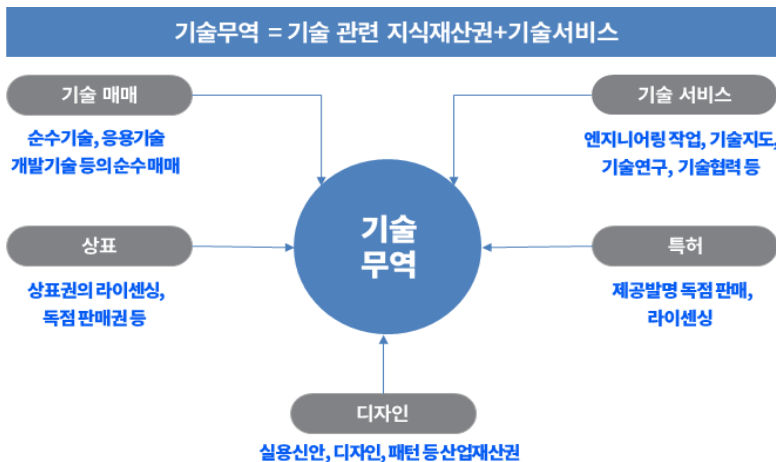 기술무역 = 기술 관련 지식재산권+기술서비스
기술 매매
순수기술, 응용기술
개발기술 등의 순수 매매
기술 서비스
엔지니어링 작업, 기술지도,
기술연구, 기술협력 등
기술
무역
상표
상표권의 라이센싱,
독점 판매권 등
특허
제공발명 독점 판매,
라이센싱
디자인
실용신안, 디자인, 패턴 등 산업재산권